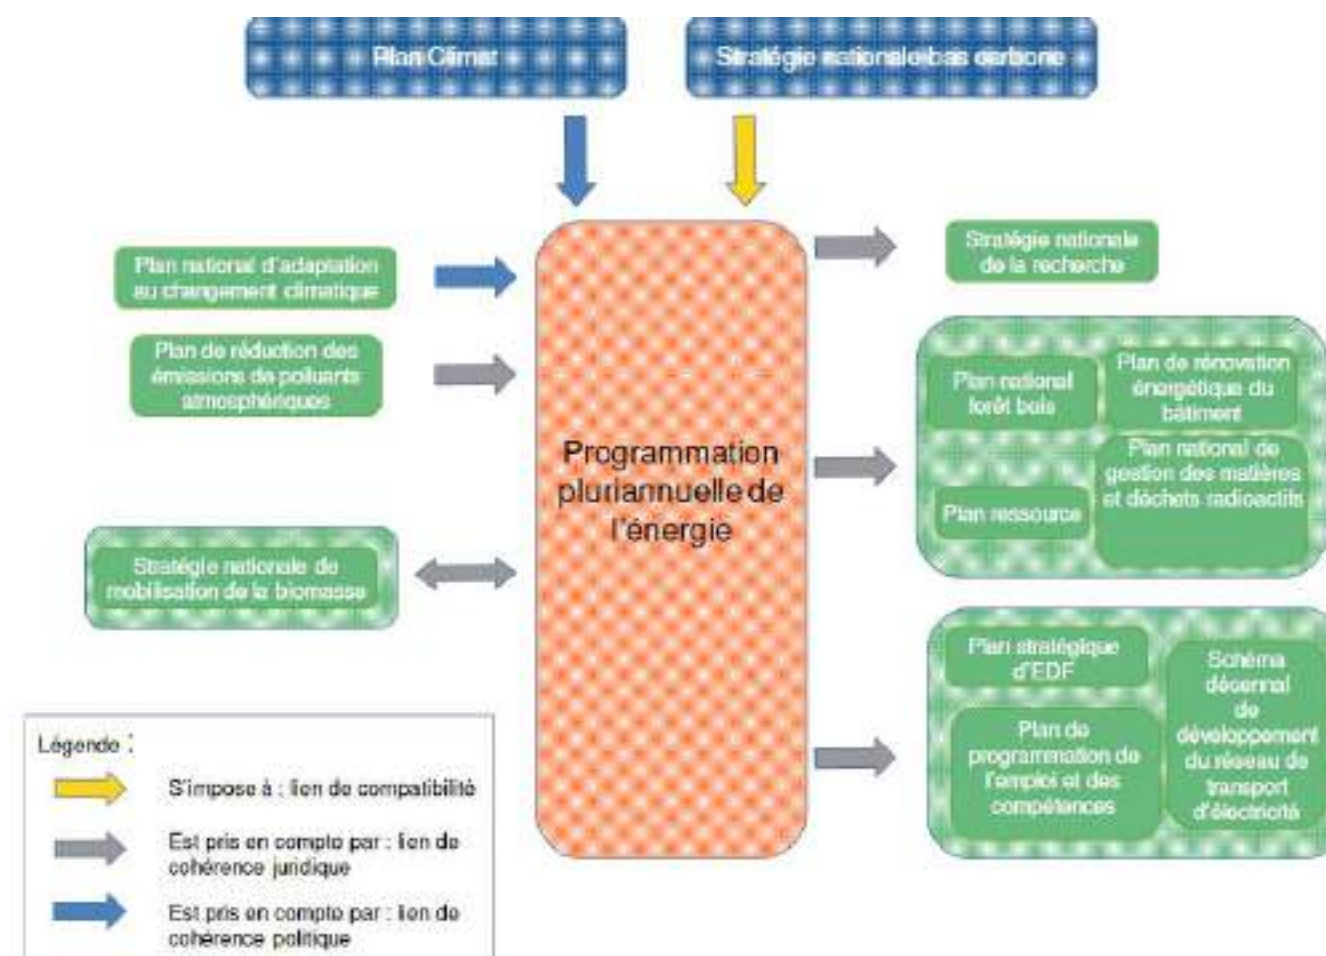 Plan Climat
Stratégie nationale bas carbone
Plan national d'adaptation
au changement climatique
Plan de réduction des
émissions de polluants
atmosphériques
Stratégie nationale de
mobilisation de la biomasse
Programmation
pluriannuelle de
l'énergie
Stratégie nationale
de la recherche
Plan national
forêt bois
Plan de rénovation
énergétique du
bâtiment
Plan ressource
Plan national de
gestion des matières
et déchets radioactifs
Plan stratégique
d'EDF
Plan de
programmation de
l'emploi et des
compétences
Schéma
décennal
de
développement
du réseau de
transport
d'électricité
Légende :
S'impose à : lien de compatibilité
Est pris en compte par : lien de
cohérence juridique
Est pris en compte par : lien de
cohérence politique